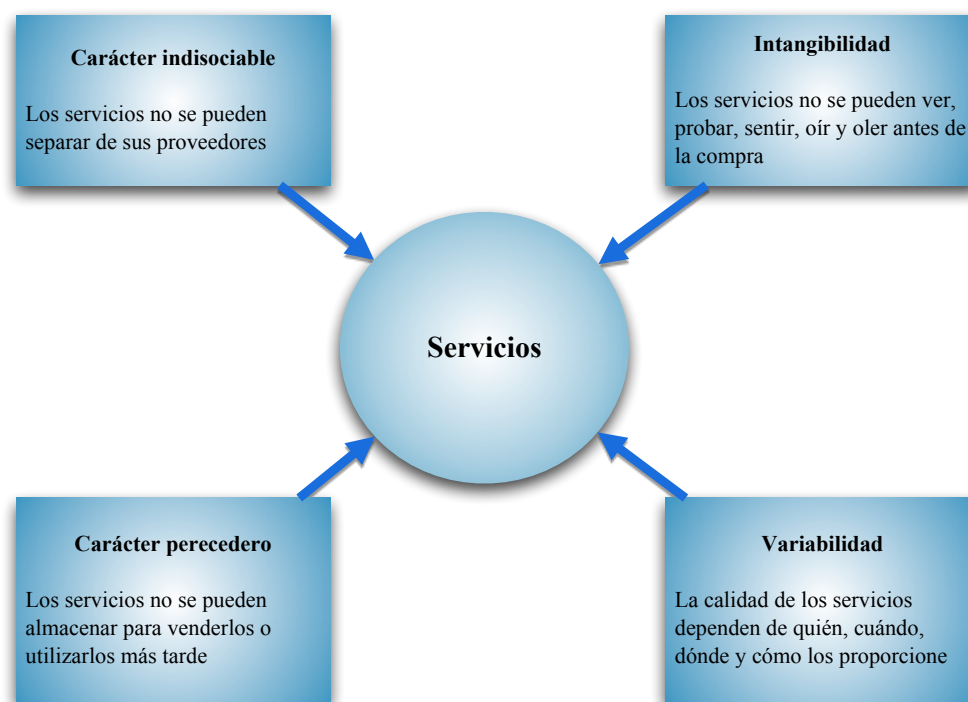 Carácter indisociable
Los servicios no se pueden
separar de sus proveedores
Intangibilidad
Los servicios no se pueden ver,
probar, sentir, oír y oler antes de
la compra
Servicios
Carácter perecedero
Los servicios no se pueden
almacenar para venderlos o
utilizarlos más tarde
Variabilidad
La calidad de los servicios
dependen de quién, cuándo,
dónde y cómo los proporcione